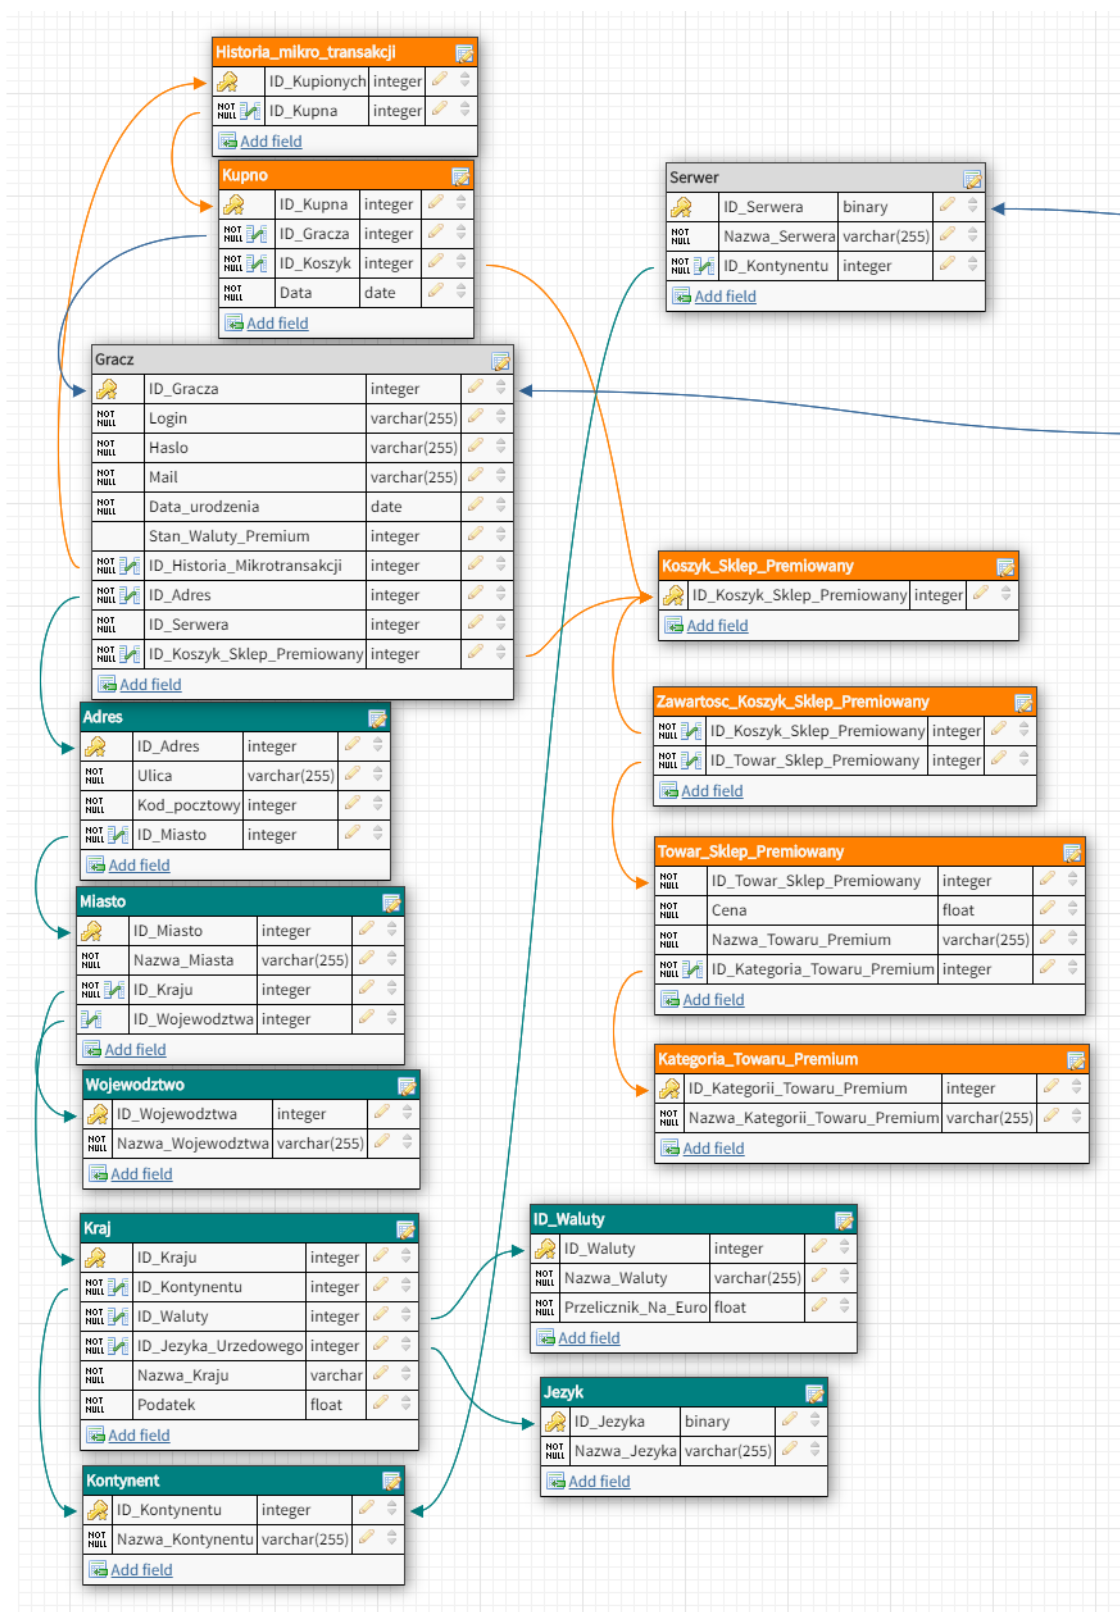 Historia_mikro_transakcji
ID_Kupionych integer
NOT NULL ID_Kupna integer
Add field
Kupno
ID_Kupna integer
NOT NULL ID_Gracza integer
NOT NULL ID_Koszyk integer
NOT NULL Data date
Add field
Serwer
ID_Serwera binary
NOT NULL Nazwa_Serwera varchar(255)
NOT NULL ID_Kontynentu integer
Add field
Gracz
ID_Gracza integer
NOT NULL Login varchar(255)
NOT NULL Haslo varchar(255)
NOT NULL Mail varchar(255)
NOT NULL Data_urodzenia date
Stan_Waluty_Premium integer
NOT NULL ID_Historia_Mikrotransakcji integer
NOT NULL ID_Adres integer
NOT NULL ID_Serwera integer
NOT NULL ID_Koszyk_Sklep_Premiowany integer
Add field
Koszyk_Sklep_Premiowany
ID_Koszyk_Sklep_Premiowany integer
Add field
Zawartosc_Koszyk_Sklep_Premiowany
NOT NULL ID_Koszyk_Sklep_Premiowany integer
NOT NULL ID_Towar_Sklep_Premiowany integer
Add field
Adres
ID_Adres integer
NOT NULL Ulica varchar(255)
NOT NULL Kod_pocztowy integer
NOT NULL ID_Miasto integer
Add field
Towar_Sklep_Premiowany
NOT NULL ID_Towar_Sklep_Premiowany integer
NOT NULL Cena float
NOT NULL Nazwa_Towaru_Premium varchar(255)
NOT NULL ID_Kategoria_Towaru_Premium integer
Add field
Miasto
ID_Miasto integer
NOT NULL Nazwa_Miasta varchar(255)
NOT NULL ID_Kraju integer
ID_Wojewodztwa integer
Add field
Kategoria_Towaru_Premium
ID_Kategorii_Towaru_Premium integer
NOT NULL Nazwa_Kategorii_Towaru_Premium varchar(255)
Add field
Wojewodztwo
ID_Wojewodztwa integer
NOT NULL Nazwa_Wojewodztwa varchar(255)
Add field
Kraj
ID_Kraju integer
NOT NULL ID_Kontynentu integer
NOT NULL ID_Waluty integer
NOT NULL ID_Jezyka_Urzedowego integer
NOT NULL Nazwa_Kraju varchar
NOT NULL Podatek float
Add field
ID_Waluty
ID_Waluty integer
NOT NULL Nazwa_Waluty varchar(255)
NOT NULL Przelicznik_Na_Euro float
Add field
Jezyk
ID_Jezyka binary
NOT NULL Nazwa_Jezyka varchar(255)
Add field
Kontynent
ID_Kontynentu integer
NOT NULL Nazwa_Kontynentu varchar(255)
Add field